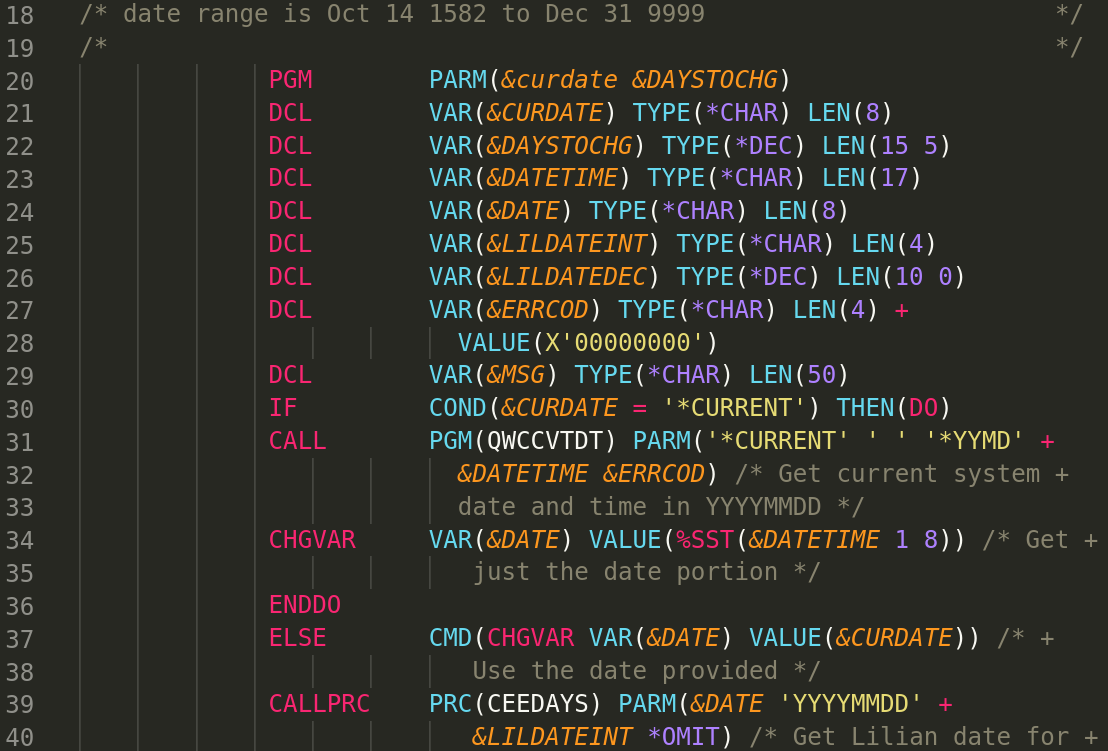 18 /* date range is Oct 14 1582 to Dec 31 9999 */
19 /* */
20 PGM PARM(&curdate &DAYSTOCHG)
21 DCL VAR(&CURDATE) TYPE(*CHAR) LEN(8)
22 DCL VAR(&DAYSTOCHG) TYPE(*DEC) LEN(15 5)
23 DCL VAR(&DATETIME) TYPE(*CHAR) LEN(17)
24 DCL VAR(&DATE) TYPE(*CHAR) LEN(8)
25 DCL VAR(&LILDATEINT) TYPE(*CHAR) LEN(4)
26 DCL VAR(&LILDATEDEC) TYPE(*DEC) LEN(10 0)
27 DCL VAR(&ERRCOD) TYPE(*CHAR) LEN(4) +
28 VALUE(X'00000000')
29 DCL VAR(&MSG) TYPE(*CHAR) LEN(50)
30 IF COND(&CURDATE = '*CURRENT') THEN(DO)
31 CALL PGM(QWCCVTDT) PARM('*CURRENT' ' ' '*YYMD' +
32 &DATETIME &ERRCOD) /* Get current system +
33 date and time in YYYYMMDD */
34 CHGVAR VAR(&DATE) VALUE(%SST(&DATETIME 1 8)) /* Get +
35 just the date portion */
36 ENDDO
37 ELSE CMD(CHGVAR VAR(&DATE) VALUE(&CURDATE)) /* +
38 Use the date provided */
39 CALLPRC PRC(CEEDAYS) PARM(&DATE 'YYYYMMDD' +
40 &LILDATEINT *OMIT) /* Get Lilian date for +